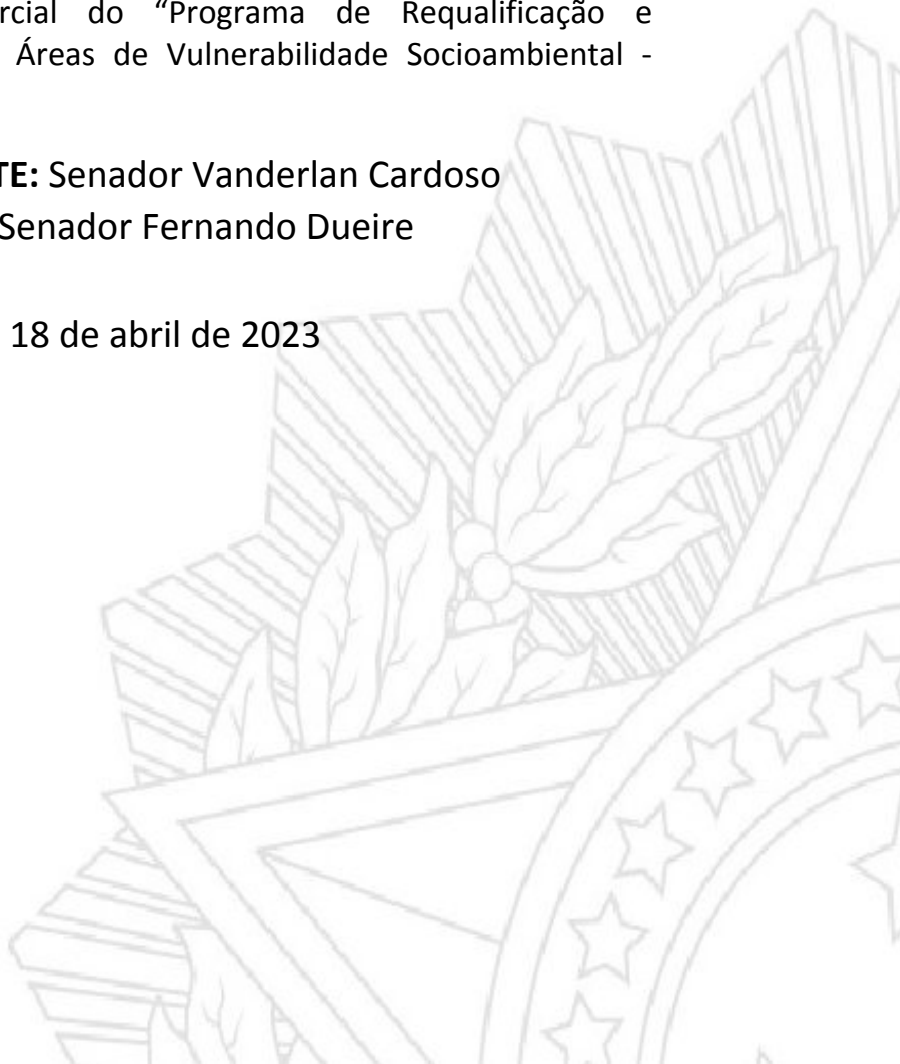 rcial do “Programa de Requalificação e
Áreas de Vulnerabilidade Socioambiental -
TE: Senador Vanderlan Cardoso
Senador Fernando Dueire
18 de abril de 2023